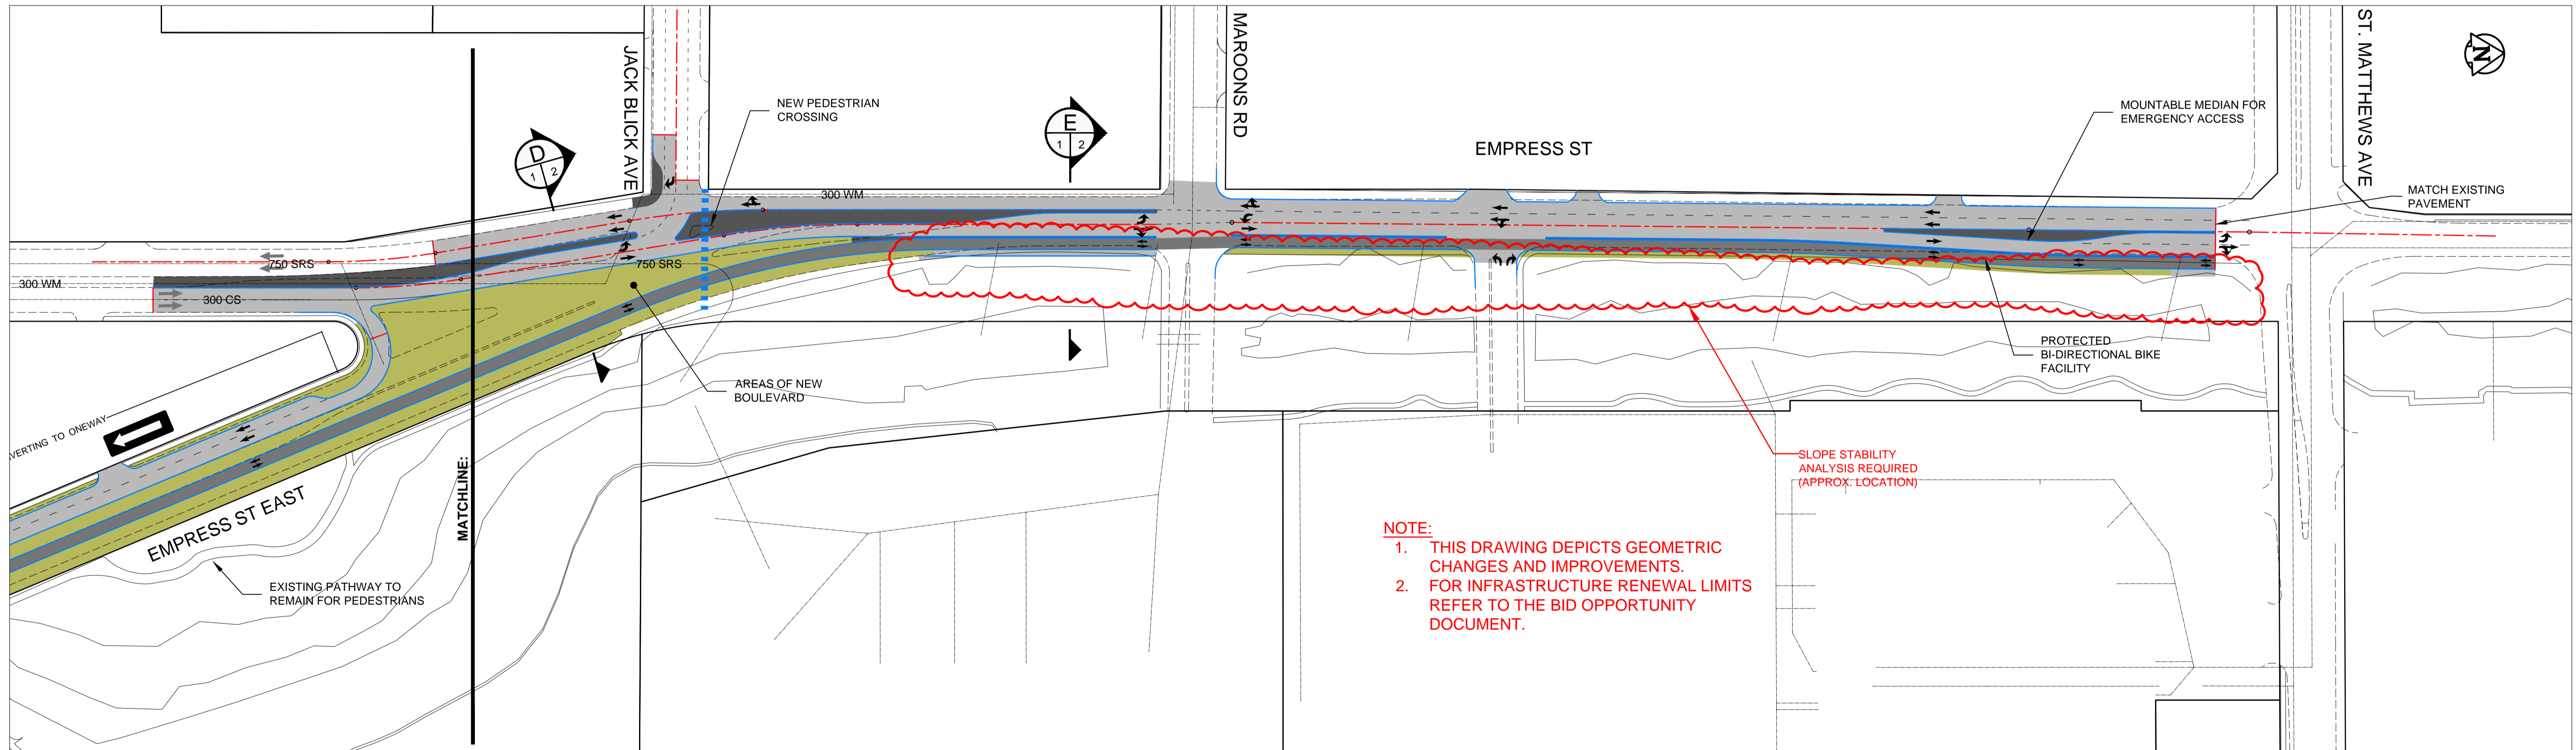 JACK BLICK AVE
MAROONS RD
ST. MATTHEWS AVE
N
NEW PEDESTRIAN
CROSSING
D
1 2
E
1 2
EMPRESS ST
MOUNTABLE MEDIAN FOR
EMERGENCY ACCESS
MATCH EXISTING
PAVEMENT
300 WM
750 SRS
750 SRS
300 WM
300 CS
AREAS OF NEW
BOULEVARD
PROTECTED
BI-DIRECTIONAL BIKE
FACILITY
VERTING TO ONEWAY
MATCHLINE:
SLOPE STABILITY
ANALYSIS REQUIRED
(APPROX. LOCATION)
EMPRESS ST EAST
EXISTING PATHWAY TO
REMAIN FOR PEDESTRIANS
NOTE:
1. THIS DRAWING DEPICTS GEOMETRIC
CHANGES AND IMPROVEMENTS.
2. FOR INFRASTRUCTURE RENEWAL LIMITS
REFER TO THE BID OPPORTUNITY
DOCUMENT.